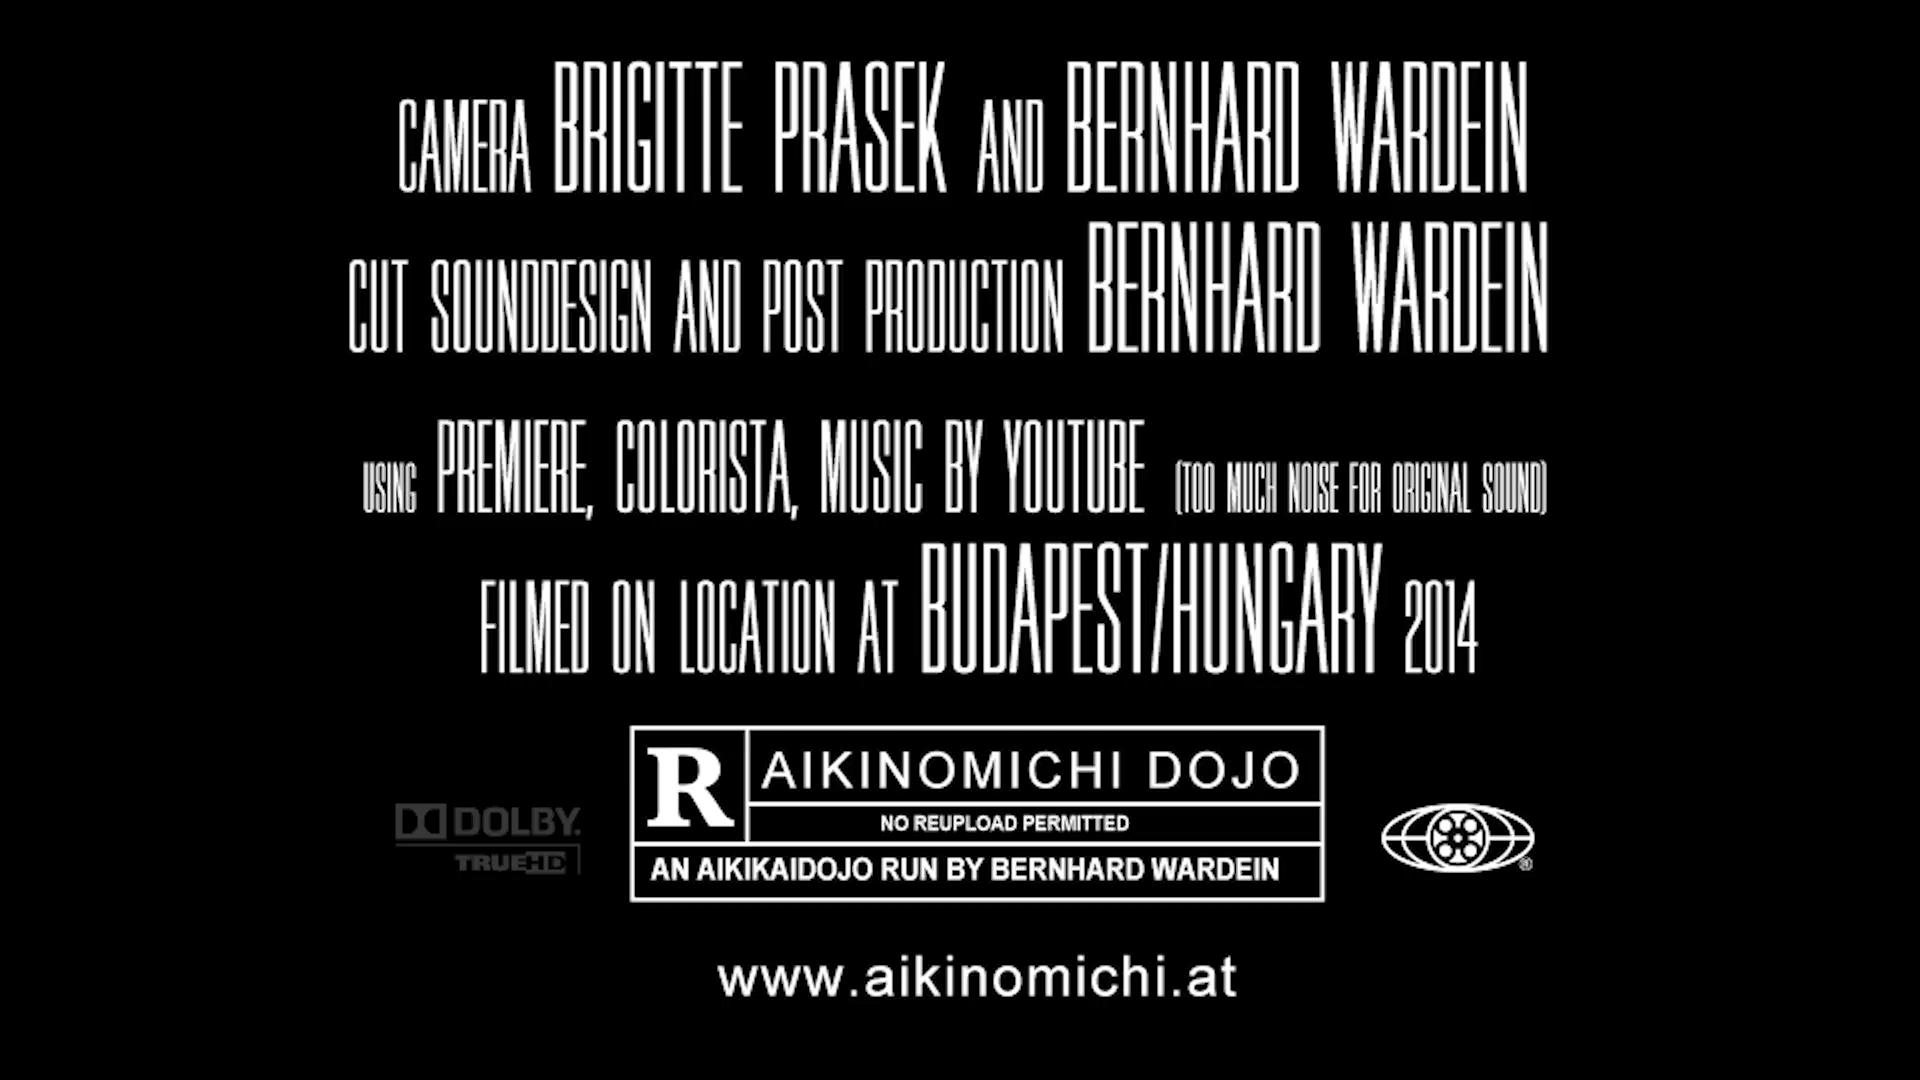 CAMERA BRIGITTE PRASEK AND BERNHARD WARDEIN
CUT SOUNDDESIGN AND POST PRODUCTION BERNHARD WARDEIN
USING PREMIERE, COLORISTA, MUSIC BY YOUTUBE (TOO MUCH NOISE FOR ORIGINAL SOUND)
FILMED ON LOCATION AT BUDAPEST/HUNGARY 2014
R AIKINOMICHI DOJO
NO REUPLOAD PERMITTED
AN AIKIKAIDOJO RUN BY BERNHARD WARDEIN
DOLBY.
TRUEHD
®
www.aikinomichi.at